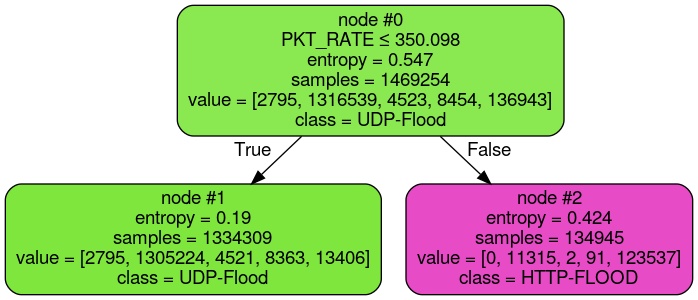 node #0
PKT_RATE ≤ 350.098
entropy = 0.547
samples = 1469254
value = [2795, 1316539, 4523, 8454, 136943]
class = UDP-Flood
True
False
node #1
entropy = 0.19
samples = 1334309
value = [2795, 1305224, 4521, 8363, 13406]
class = UDP-Flood
node #2
entropy = 0.424
samples = 134945
value = [0, 11315, 2, 91, 123537]
class = HTTP-FLOOD